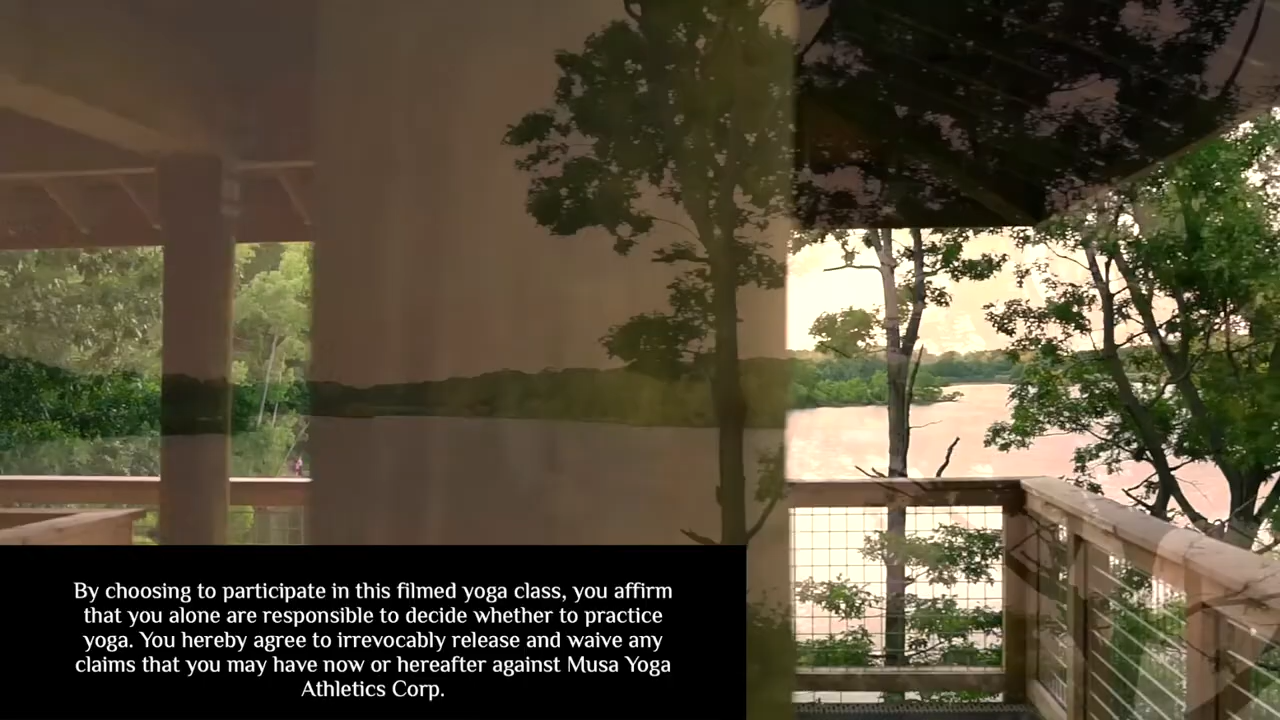 By choosing to participate in this filmed yoga class, you affirm
that you alone are responsible to decide whether to practice
yoga. You hereby agree to irrevocably release and waive any
claims that you may have now or hereafter against Musa Yoga
Athletics Corp.